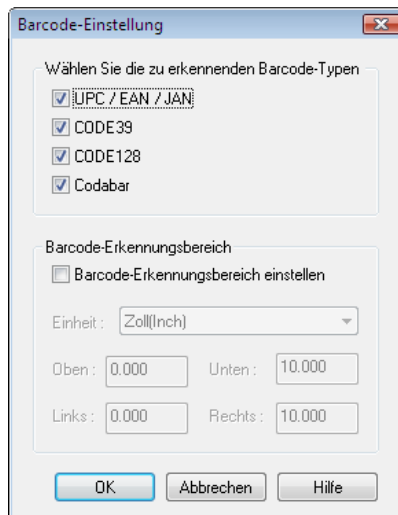 Barcode-Einstellung
Wählen Sie die zu erkennenden Barcode-Typen
UPC / EAN / JAN
CODE39
CODE128
Codabar
Barcode-Erkennungsbereich
Barcode-Erkennungsbereich einstellen
Einheit : Zoll(Inch)
Oben : 0.000 Unten : 10.000
Links : 0.000 Rechts : 10.000
OK Abbrechen Hilfe